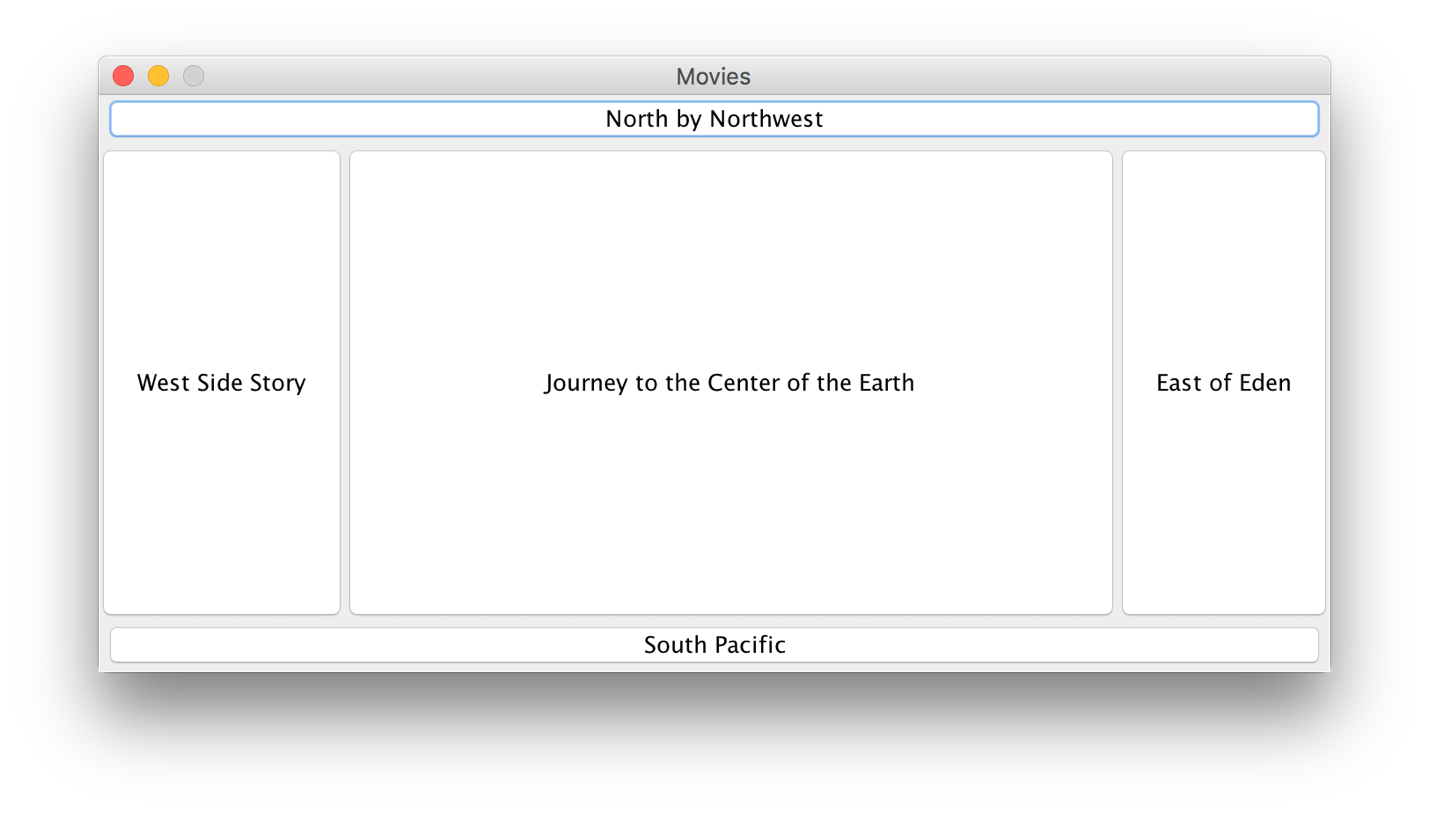 Movies
North by Northwest
West Side Story
Journey to the Center of the Earth
East of Eden
South Pacific